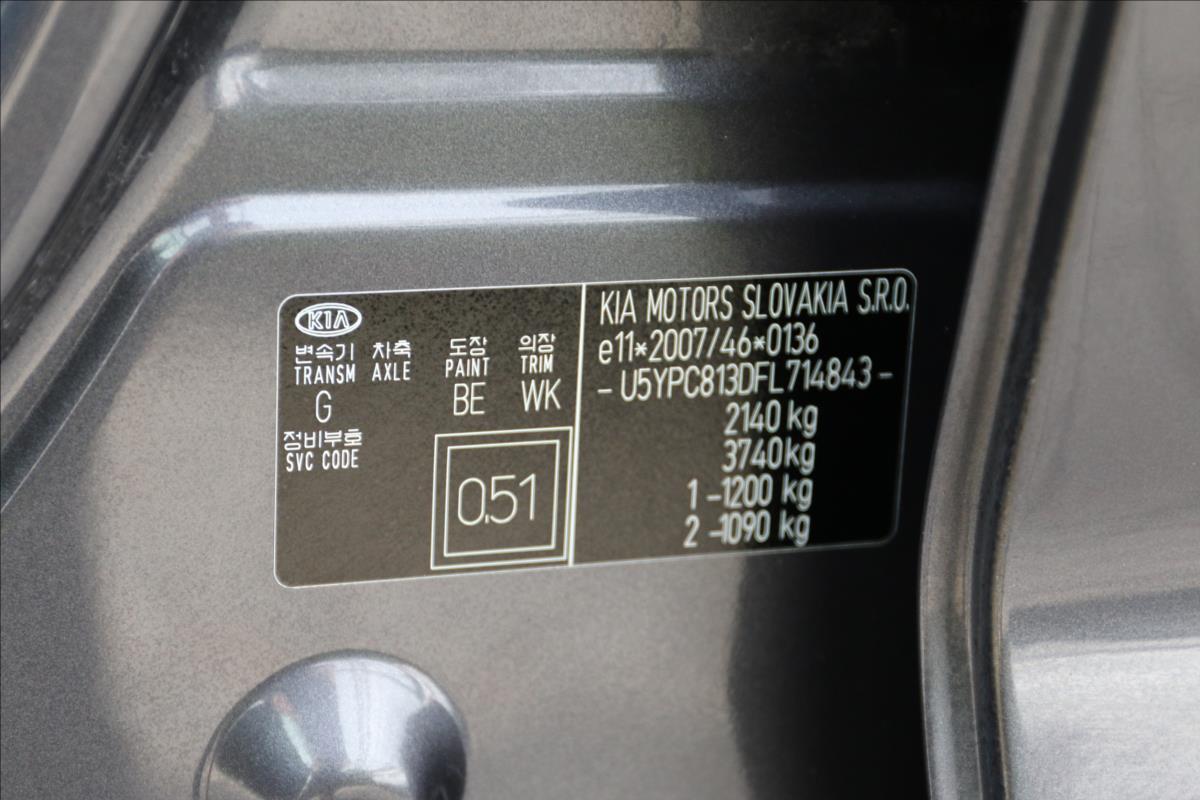 KIA
변속기 차축 도장 의장
TRANSM AXLE PAINT TRIM
G BE WK
정비부호
SVC CODE
0.51
KIA MOTORS SLOVAKIA S.R.O.
e11*2007/46*0136
- U5YPC813DFL714843 -
2140 kg
3740 kg
1 -1200 kg
2 -1090 kg